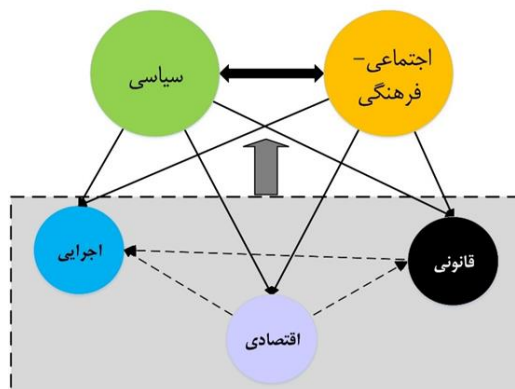 اجتماعی-
فرهنگی
سیاسی
قانونی
اجرایی
اقتصادی